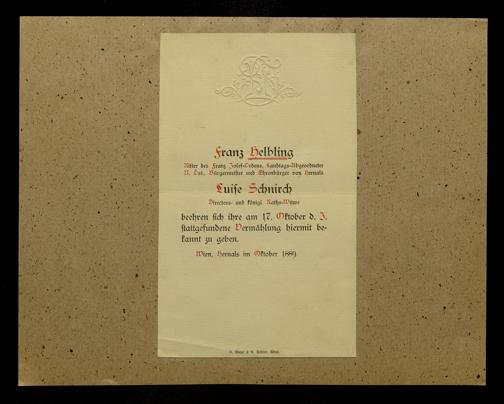 Franz Helbling
Ritter des Franz Josef-Ordens, Landtags-Abgeordneter
Bürgermeister und Ehrenbürger von Hernals
Luise Schnirch
Directors- und königl. Raths-Witwe
beehren sich ihre am 17. Oktober d. J.
stattgefundene Vermählung hiermit be-
kannt zu geben.
Wien, Hernals im Oktober 1889